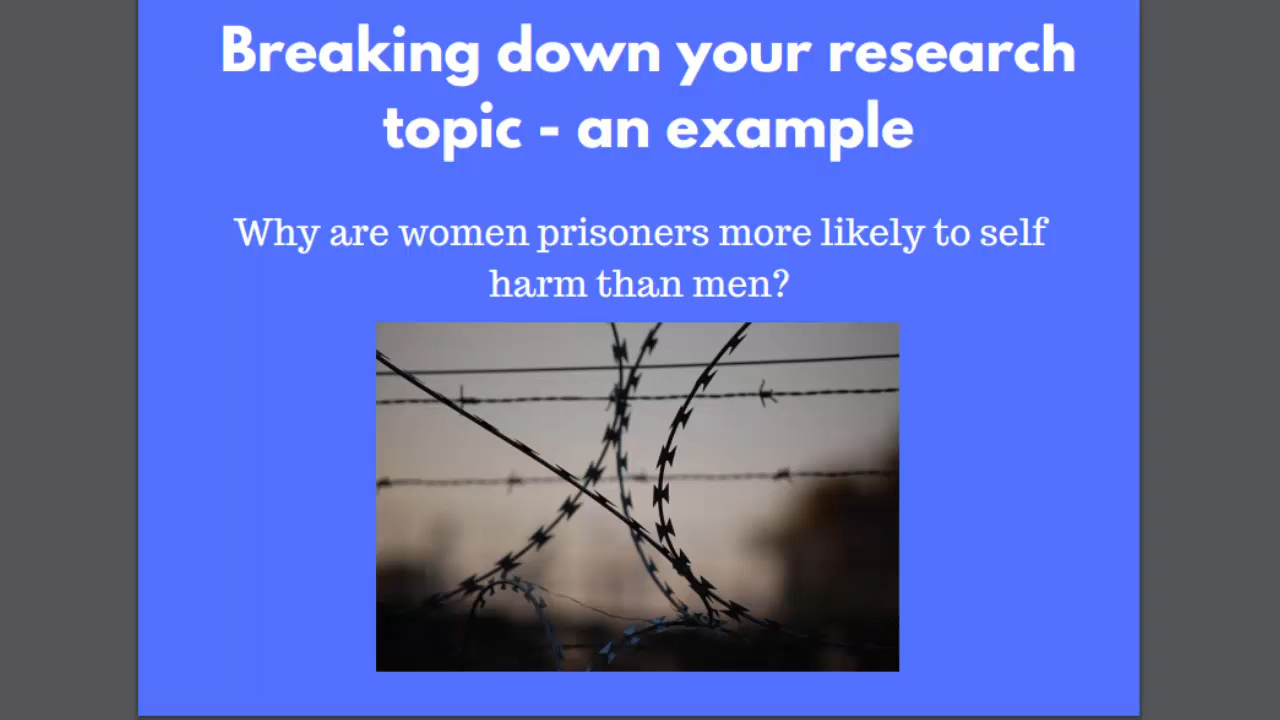 Breaking down your research
topic - an example
Why are women prisoners more likely to self
harm than men?